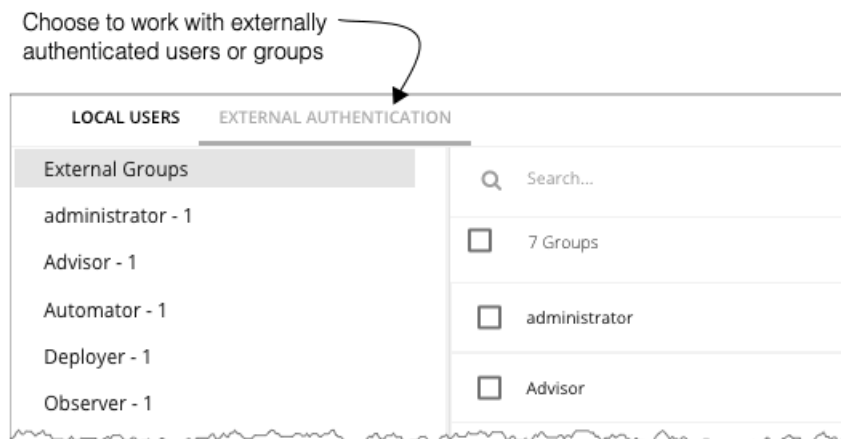 Choose to work with externally
authenticated users or groups
LOCAL USERS EXTERNAL AUTHENTICATION
External Groups
Search...
administrator - 1
7 Groups
Advisor - 1
Automator - 1
administrator
Deployer - 1
Advisor
Observer - 1